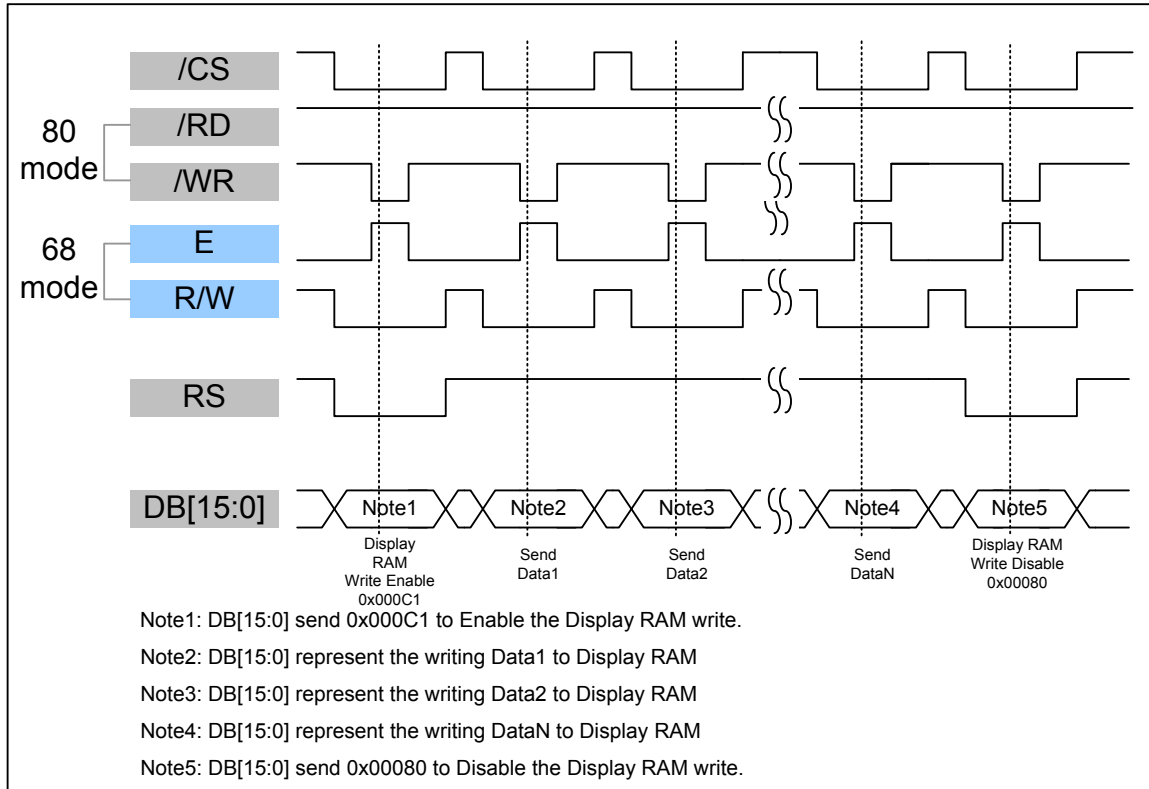 /CS
80
mode
/RD
/WR
68
mode
E
R/W
RS
DB[15:0]
Note1
Note2
Note3
Note4
Note5
Display
RAM
Write Enable
0x000C1
Send
Data1
Send
Data2
Send
DataN
Display RAM
Write Disable
0x00080
Note1: DB[15:0] send 0x000C1 to Enable the Display RAM write.
Note2: DB[15:0] represent the writing Data1 to Display RAM
Note3: DB[15:0] represent the writing Data2 to Display RAM
Note4: DB[15:0] represent the writing DataN to Display RAM
Note5: DB[15:0] send 0x00080 to Disable the Display RAM write.